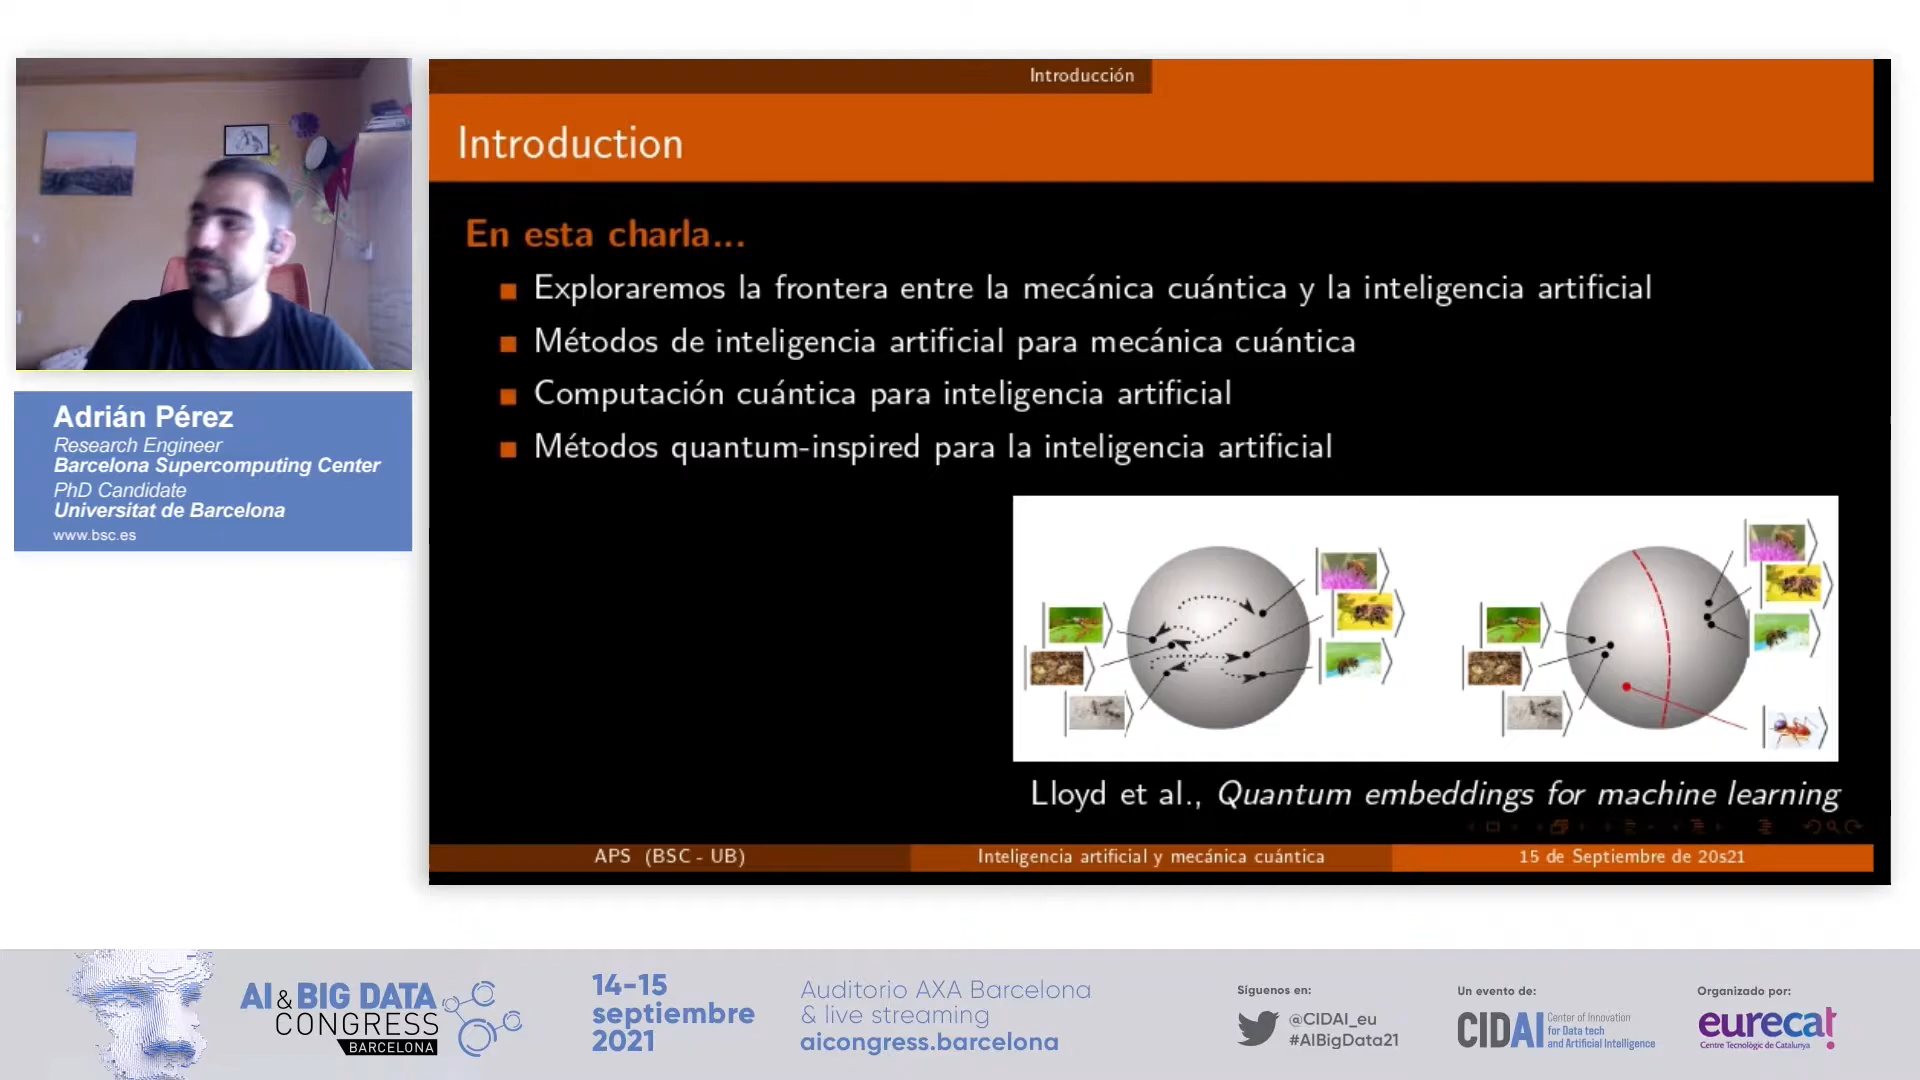 Introducción
Introduction
En esta charla...
Exploraremos la frontera entre la mecánica cuántica y la inteligencia artificial
Métodos de inteligencia artificial para mecánica cuántica
Computación cuántica para inteligencia artificial
Métodos quantum-inspired para la inteligencia artificial
Lloyd et al., Quantum embeddings for machine learning
APS (BSC - UB)
Inteligencia artificial y mecánica cuántica
15 de Septiembre de 20s21
Adrián Pérez
Research Engineer
Barcelona Supercomputing Center
PhD Candidate
Universitat de Barcelona
www.bsc.es
AI & BIG DATA
CONGRESS
BARCELONA
14-15
septiembre
2021
Auditorio AXA Barcelona
& live streaming
aicongress.barcelona
Síguenos en:
@CIDAI_eu
#AIBigData21
Un evento de:
CIDAI
Center of Innovation
for Data tech
and Artificial Intelligence
Organizado por:
eurecat
Centre Tecnològic de Catalunya